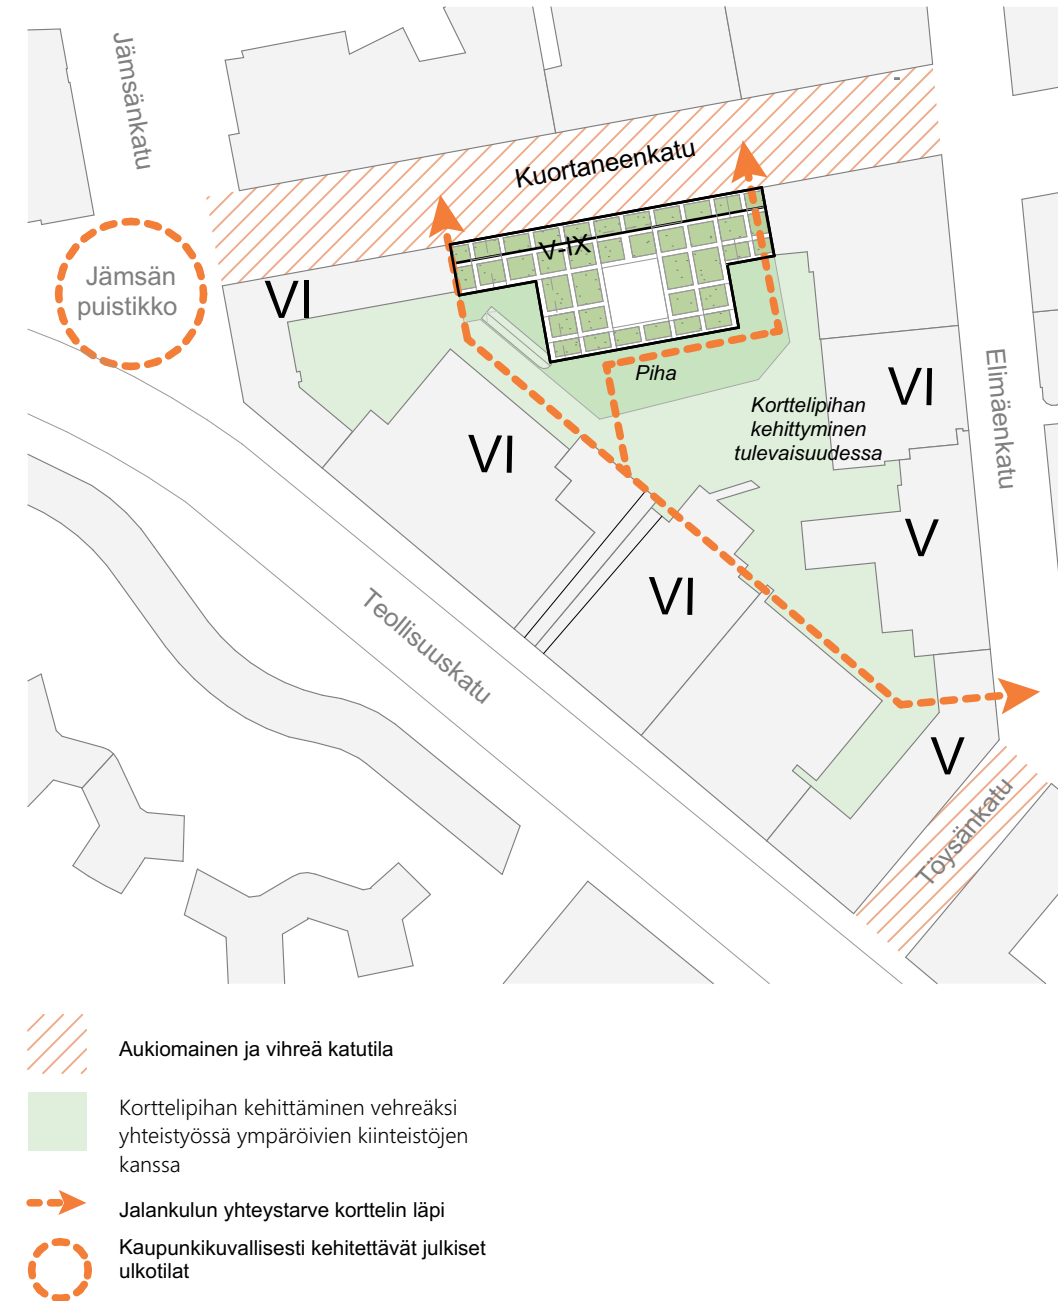 Jämsänkatu
Kuortaneenkatu
V-IX
Jämsän
puistikko
VI
Piha
Korttelipihan
kehittyminen
tulevaisuudessa
VI
Elimäenkatu
VI
V
VI
Teollisuuskatu
V
Töysänkatu
Aukiomainen ja vihreä katutila
Korttelipihan kehittäminen vehreäksi
yhteistyössä ympäröivien kiinteistöjen
kanssa
Jalankulun yhteystarve korttelin läpi
Kaupunkikuvallisesti kehitettävät julkiset
ulkotilat